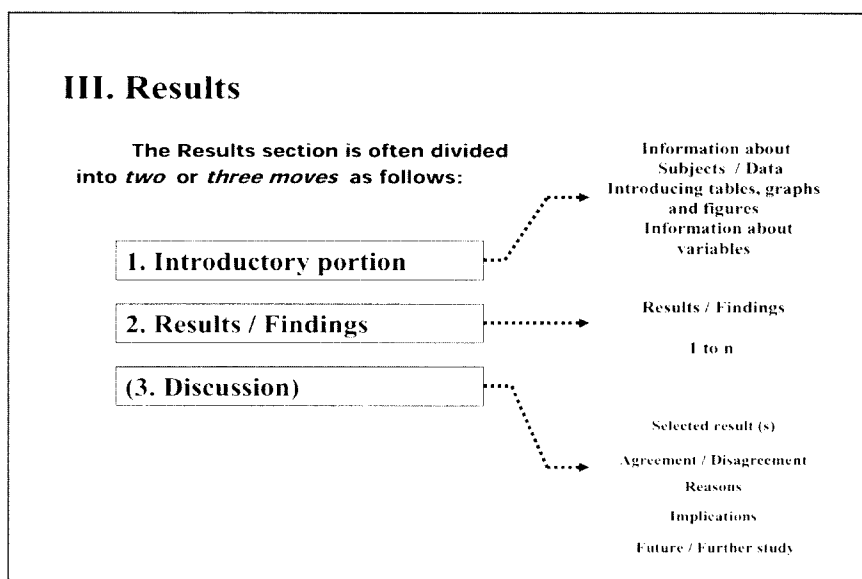 III. Results
The Results section is often divided
into two or three moves as follows:
1. Introductory portion
2. Results / Findings
(3. Discussion)
Information about
Subjects / Data
Introducing tables, graphs
and figures
Information about
variables
Results / Findings
1 to n
Selected result (s)
Agreement / Disagreement
Reasons
Implications
Future / Further study